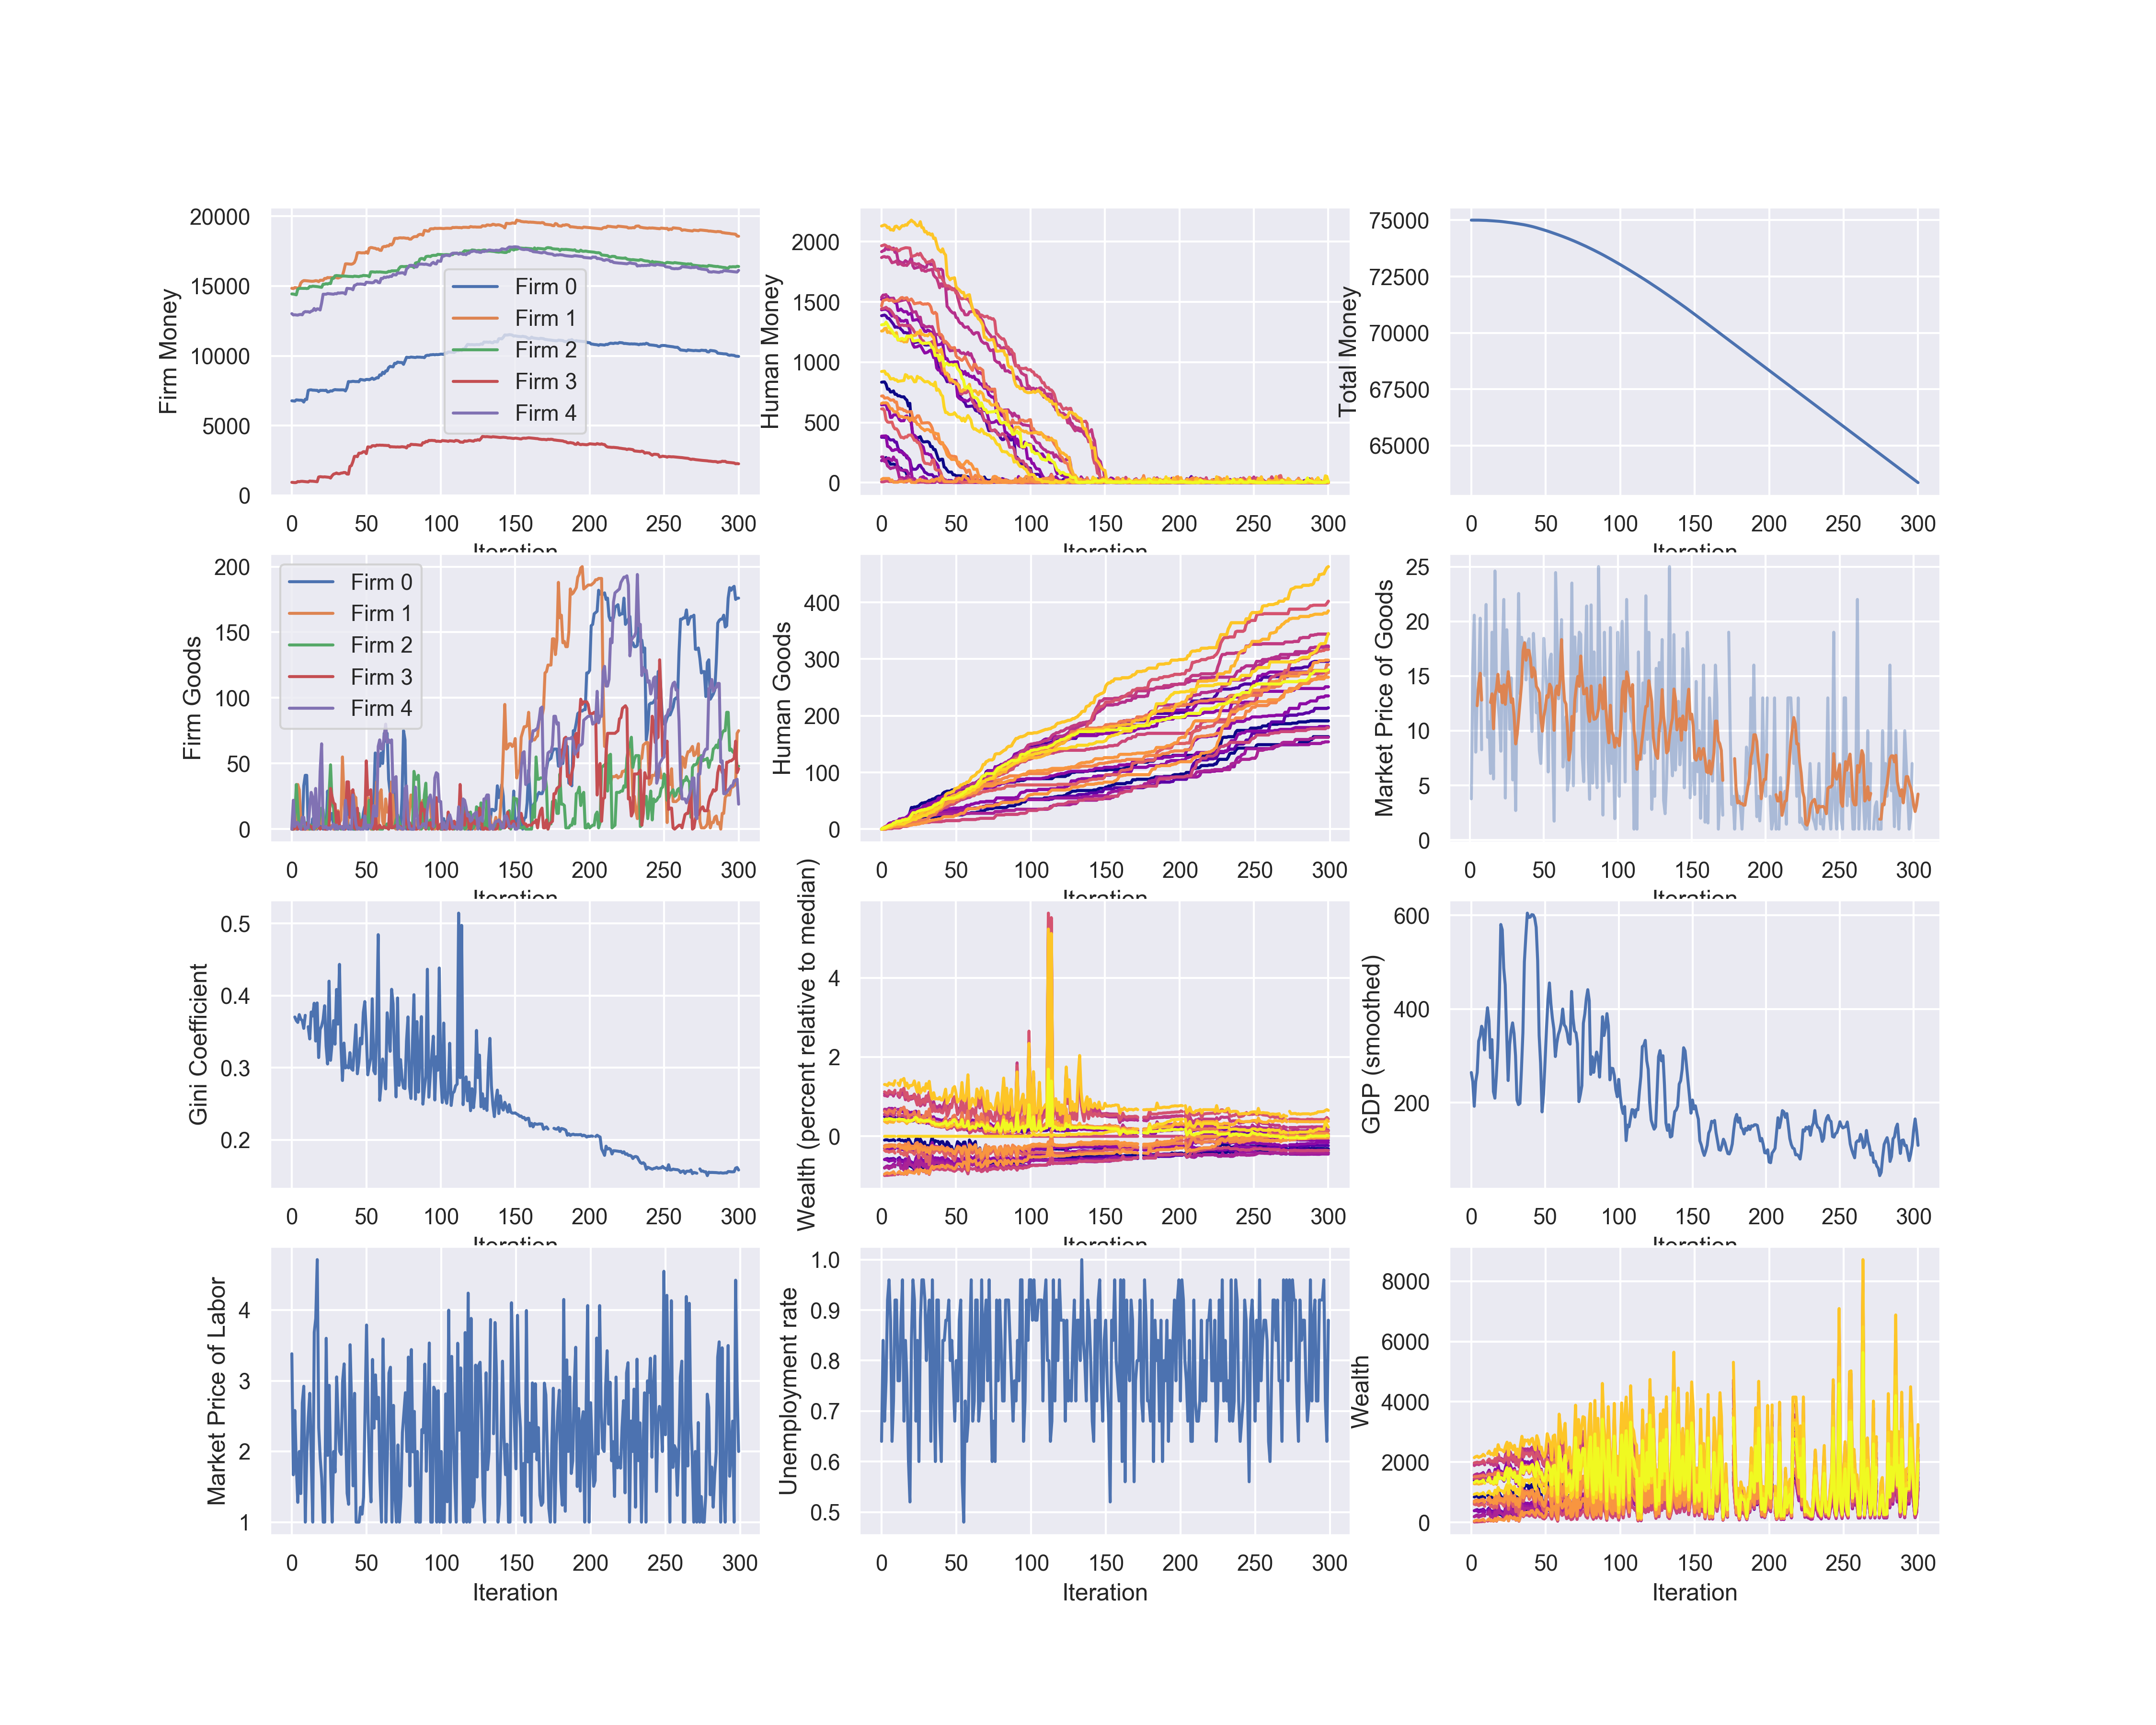 Firm Money
20000
15000
10000
5000
0
Firm 0
Firm 1
Firm 2
Firm 3
Firm 4
0 50 100 150 200 250 300
Iteration
Human Money
2000
1500
1000
500
0
0 50 100 150 200 250 300
Iteration
Total Money
75000
72500
70000
67500
65000
0 50 100 150 200 250 300
Iteration
Firm Goods
200
150
100
50
0
Firm 0
Firm 1
Firm 2
Firm 3
Firm 4
0 50 100 150 200 250 300
Iteration
Human Goods
400
300
200
100
0
0 50 100 150 200 250 300
Iteration
Market Price of Goods
25
20
15
10
5
0
0 50 100 150 200 250 300
Iteration
Gini Coefficient
0.5
0.4
0.3
0.2
0 50 100 150 200 250 300
Iteration
Wealth (percent relative to median)
4
2
0
0 50 100 150 200 250 300
Iteration
GDP (smoothed)
600
400
200
0 50 100 150 200 250 300
Iteration
Market Price of Labor
4
3
2
1
0 50 100 150 200 250 300
Iteration
Unemployment rate
1.0
0.9
0.8
0.7
0.6
0.5
0 50 100 150 200 250 300
Iteration
Wealth
8000
6000
4000
2000
0
0 50 100 150 200 250 300
Iteration